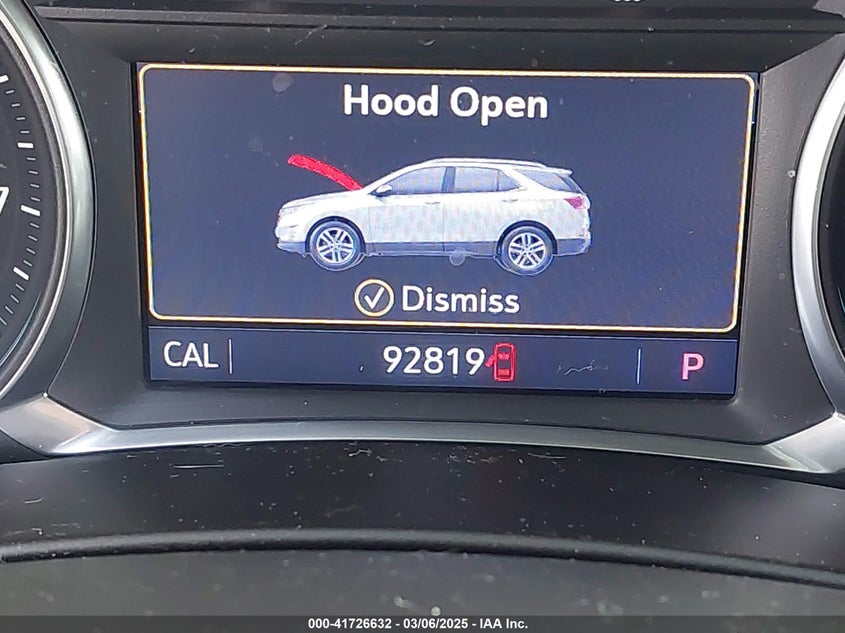 Hood Open
Dismiss
CAL 92819 P
000-41726632 - 03/06/2025 - IAA Inc.